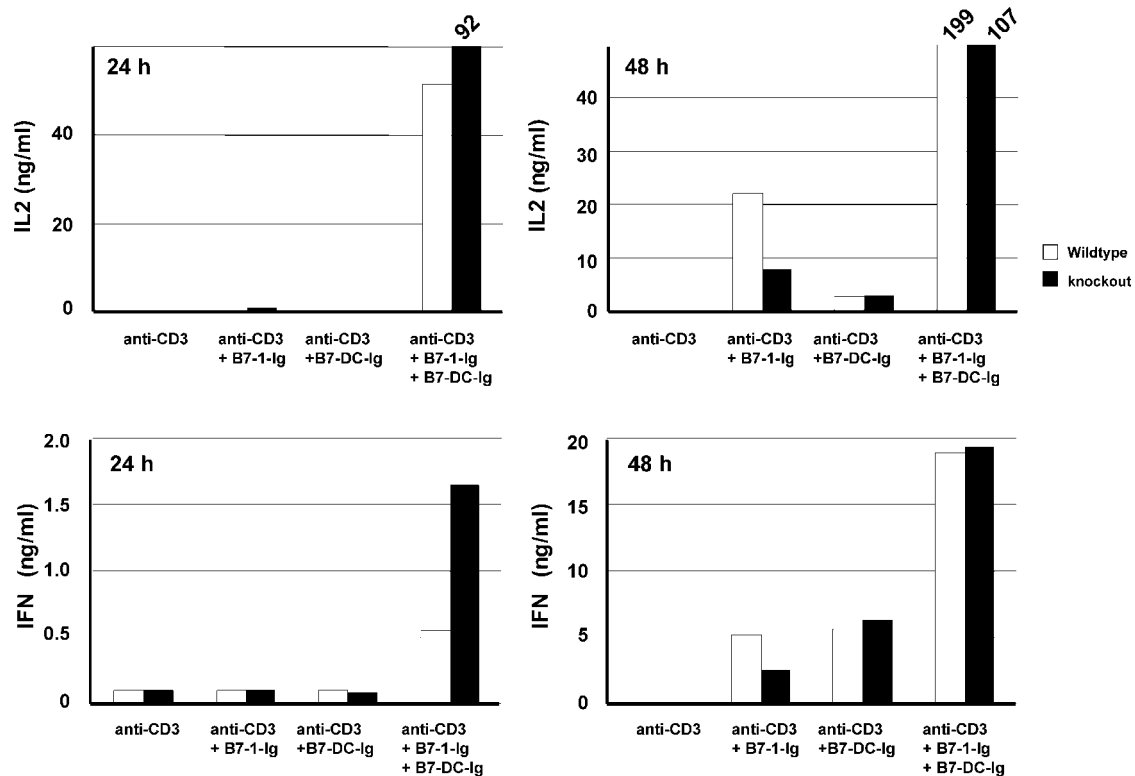 92
24 h
IL2 (ng/ml)
40
20
0
anti-CD3
anti-CD3
+ B7-1-Ig
anti-CD3
+B7-DC-Ig
anti-CD3
+ B7-1-Ig
+ B7-DC-Ig
199 107
48 h
IL2 (ng/ml)
40
30
20
10
0
anti-CD3
anti-CD3
+ B7-1-Ig
anti-CD3
+B7-DC-Ig
anti-CD3
+ B7-1-Ig
+ B7-DC-Ig
Wildtype
knockout
24 h
IFN (ng/ml)
2.0
1.5
1.0
0.5
0
anti-CD3
anti-CD3
+ B7-1-Ig
anti-CD3
+B7-DC-Ig
anti-CD3
+ B7-1-Ig
+ B7-DC-Ig
48 h
IFN (ng/ml)
20
15
10
5
0
anti-CD3
anti-CD3
+ B7-1-Ig
anti-CD3
+B7-DC-Ig
anti-CD3
+ B7-1-Ig
+ B7-DC-Ig